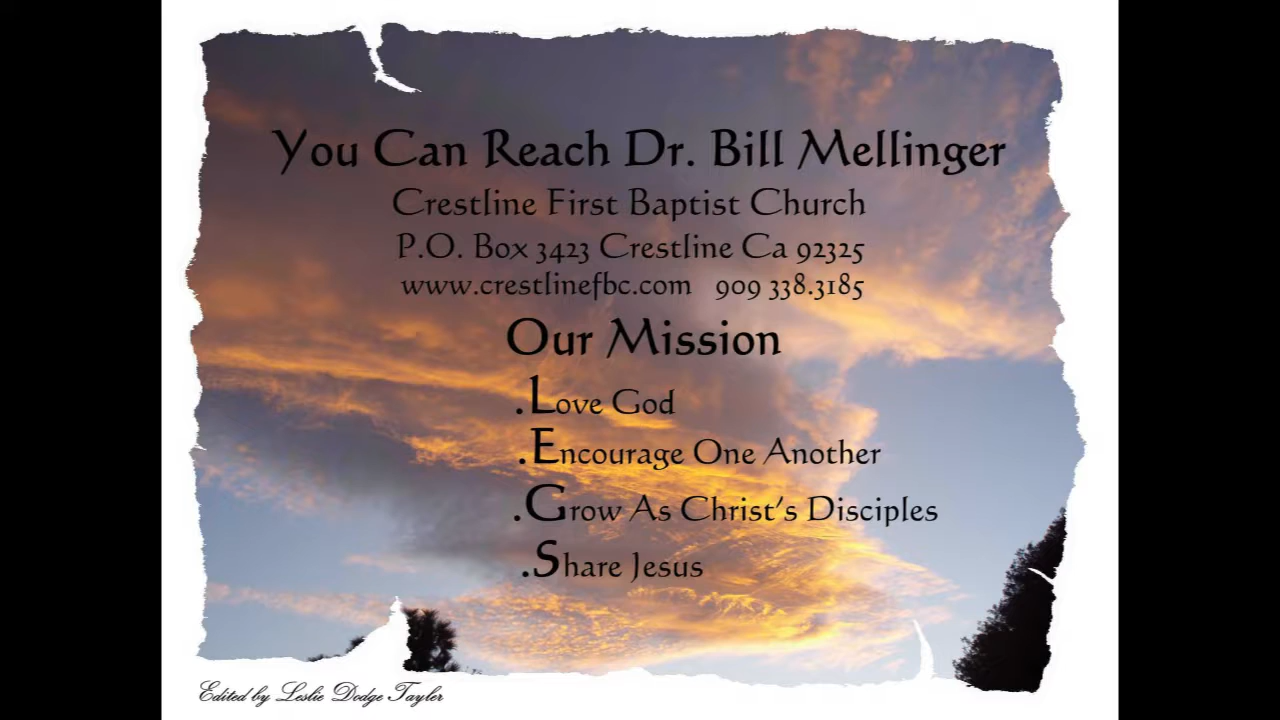 You Can Reach Dr. Bill Mellinger
Crestline First Baptist Church
P.O. Box 3423 Crestline Ca 92325
www.crestlinefbc.com 909 338.3185
Our Mission
.Love God
.Encourage One Another
.Grow As Christ's Disciples
.Share Jesus
Edited by Leslie Dodge Taylor